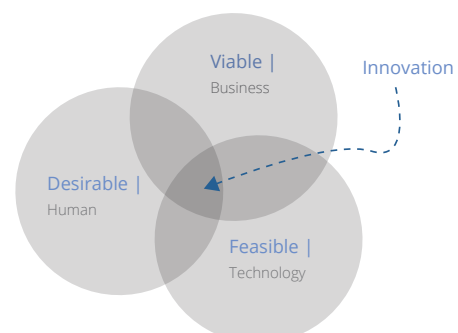 Viable |
Business
Innovation
Desirable |
Human
Feasible |
Technology